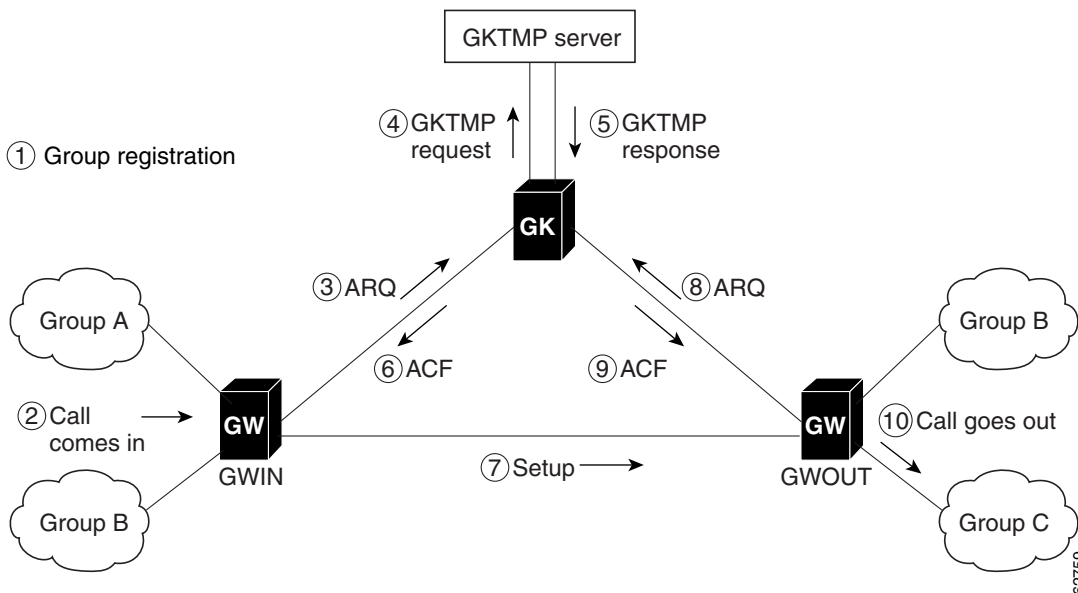 GKTMP server
④ GKTMP
request
⑤ GKTMP
response
① Group registration
GK
③ ARQ
⑧ ARQ
Group A
Group B
⑥ ACF
⑨ ACF
② Call
comes in
GW
GWIN
GW
GWOUT
⑩ Call goes out
⑦ Setup
Group B
Group C
62759